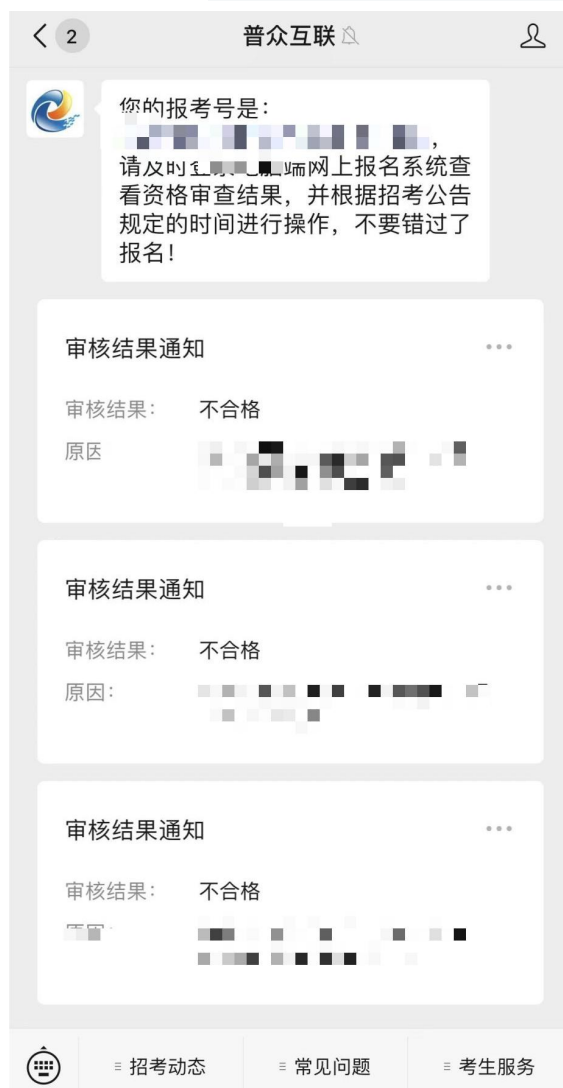 2
普众互联
您的报考号是：
，
请及时 端网上报名系统查
看资格审查结果，并根据招考公告
规定的时间进行操作，不要错过了
报名！
审核结果通知
审核结果： 不合格
原因
审核结果通知
审核结果： 不合格
原因：
审核结果通知
审核结果： 不合格
招考动态
常见问题
考生服务